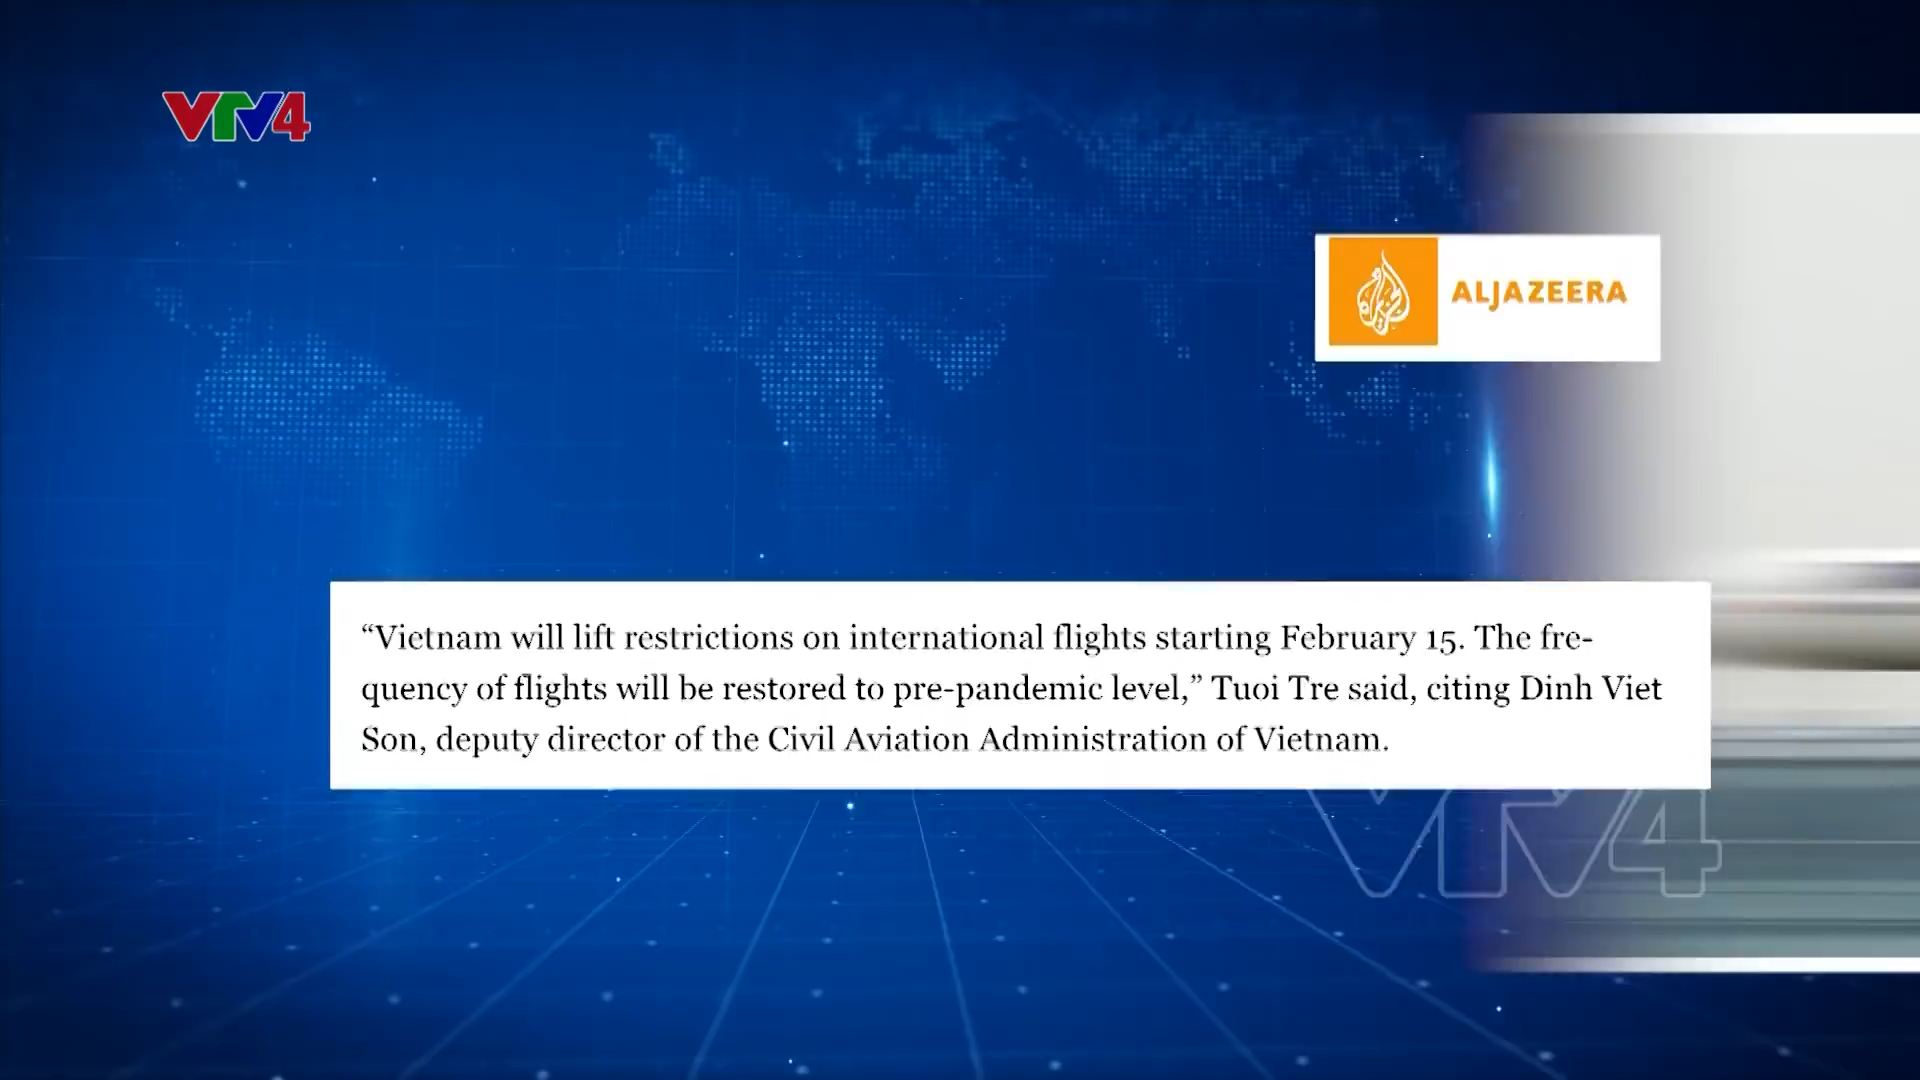 VTV4
ALJAZEERA
“Vietnam will lift restrictions on international flights starting February 15. The fre-
quency of flights will be restored to pre-pandemic level,” Tuoi Tre said, citing Dinh Viet
Son, deputy director of the Civil Aviation Administration of Vietnam.
VTV4